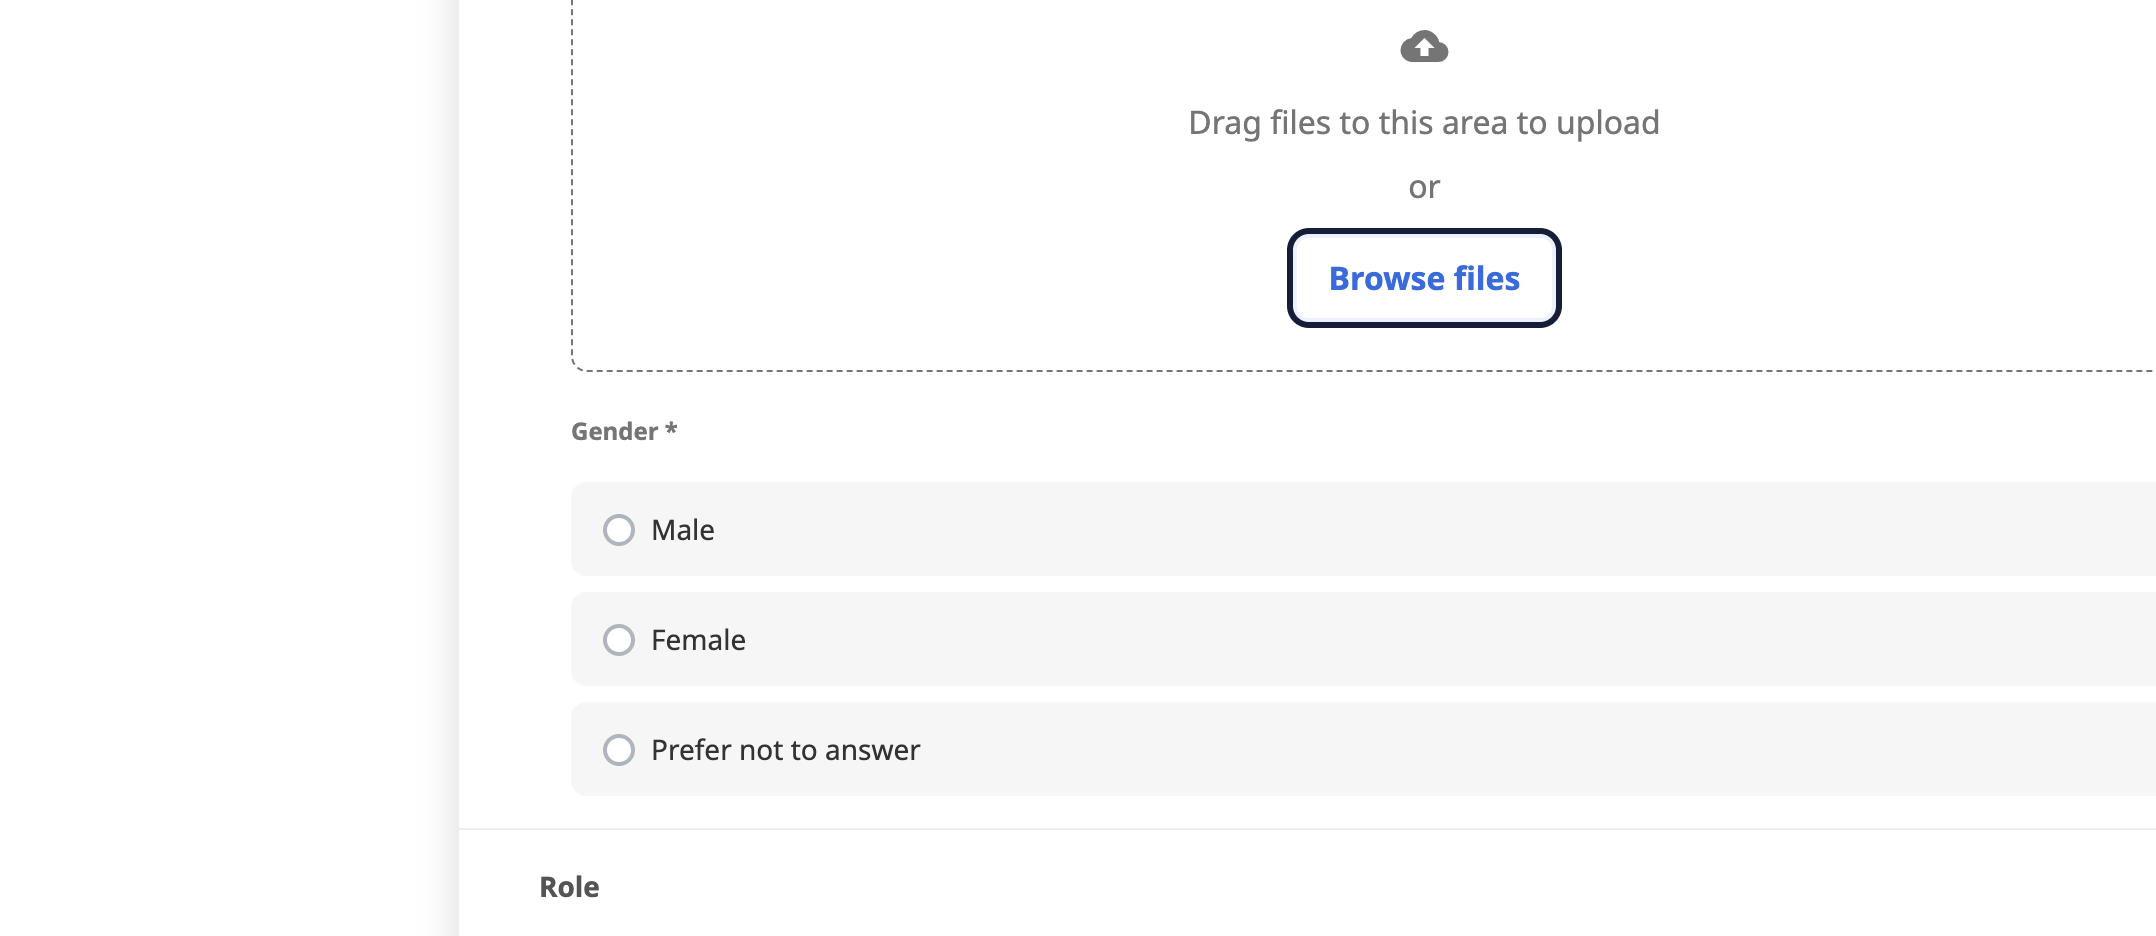 Drag files to this area to upload
or
Browse files
Gender *
Male
Female
Prefer not to answer
Role